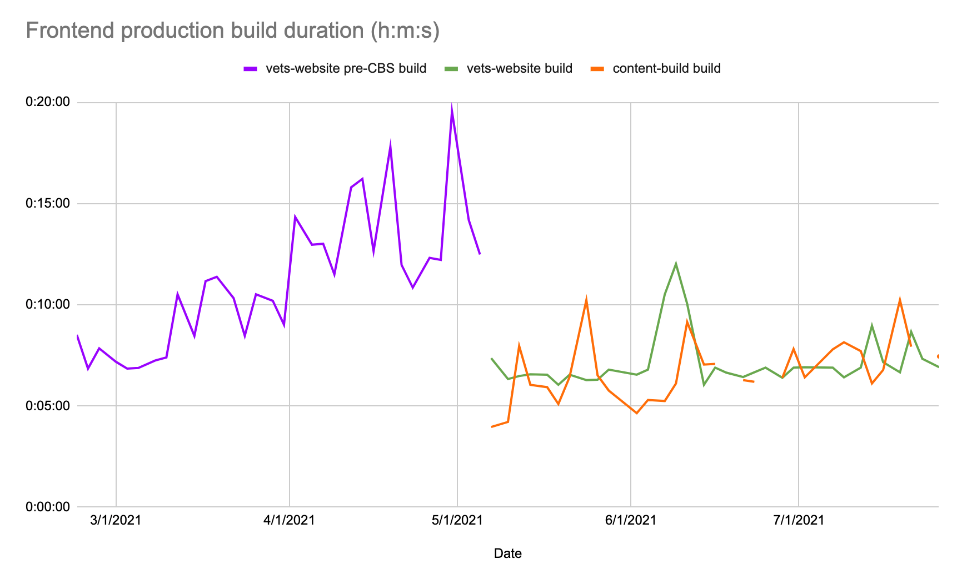 Frontend production build duration (h:m:s)
vets-website pre-CBS build vets-website build content-build build
0:20:00
0:15:00
0:10:00
0:05:00
0:00:00
3/1/2021 4/1/2021 5/1/2021 6/1/2021 7/1/2021
Date